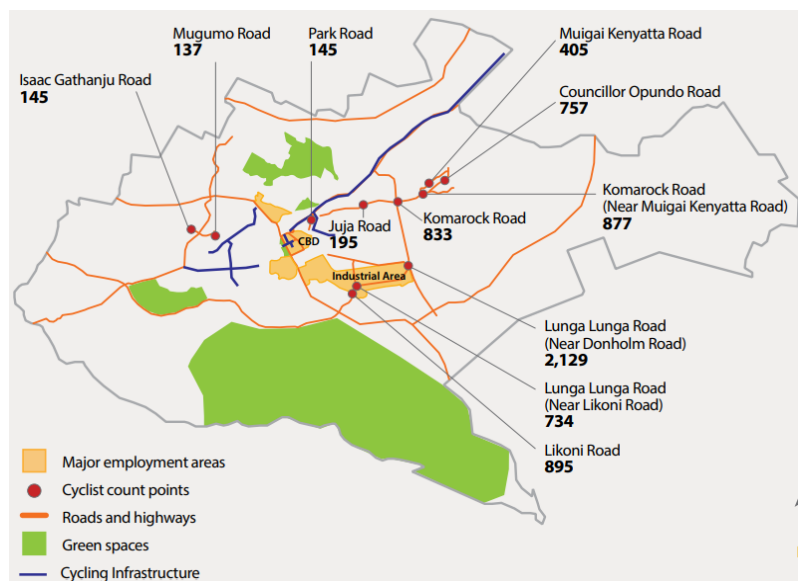 Mugumo Road
137
Park Road
145
Muigai Kenyatta Road
405
Isaac Gathanju Road
145
Councillor Opundo Road
757
Komarock Road
(Near Muigai Kenyatta Road)
877
Juja Road
195
Komarock Road
833
CBD
Industrial Area
Lunga Lunga Road
(Near Donholm Road)
2,129
Lunga Lunga Road
(Near Likoni Road)
734
Likoni Road
895
Major employment areas
Cyclist count points
Roads and highways
Green spaces
Cycling Infrastructure